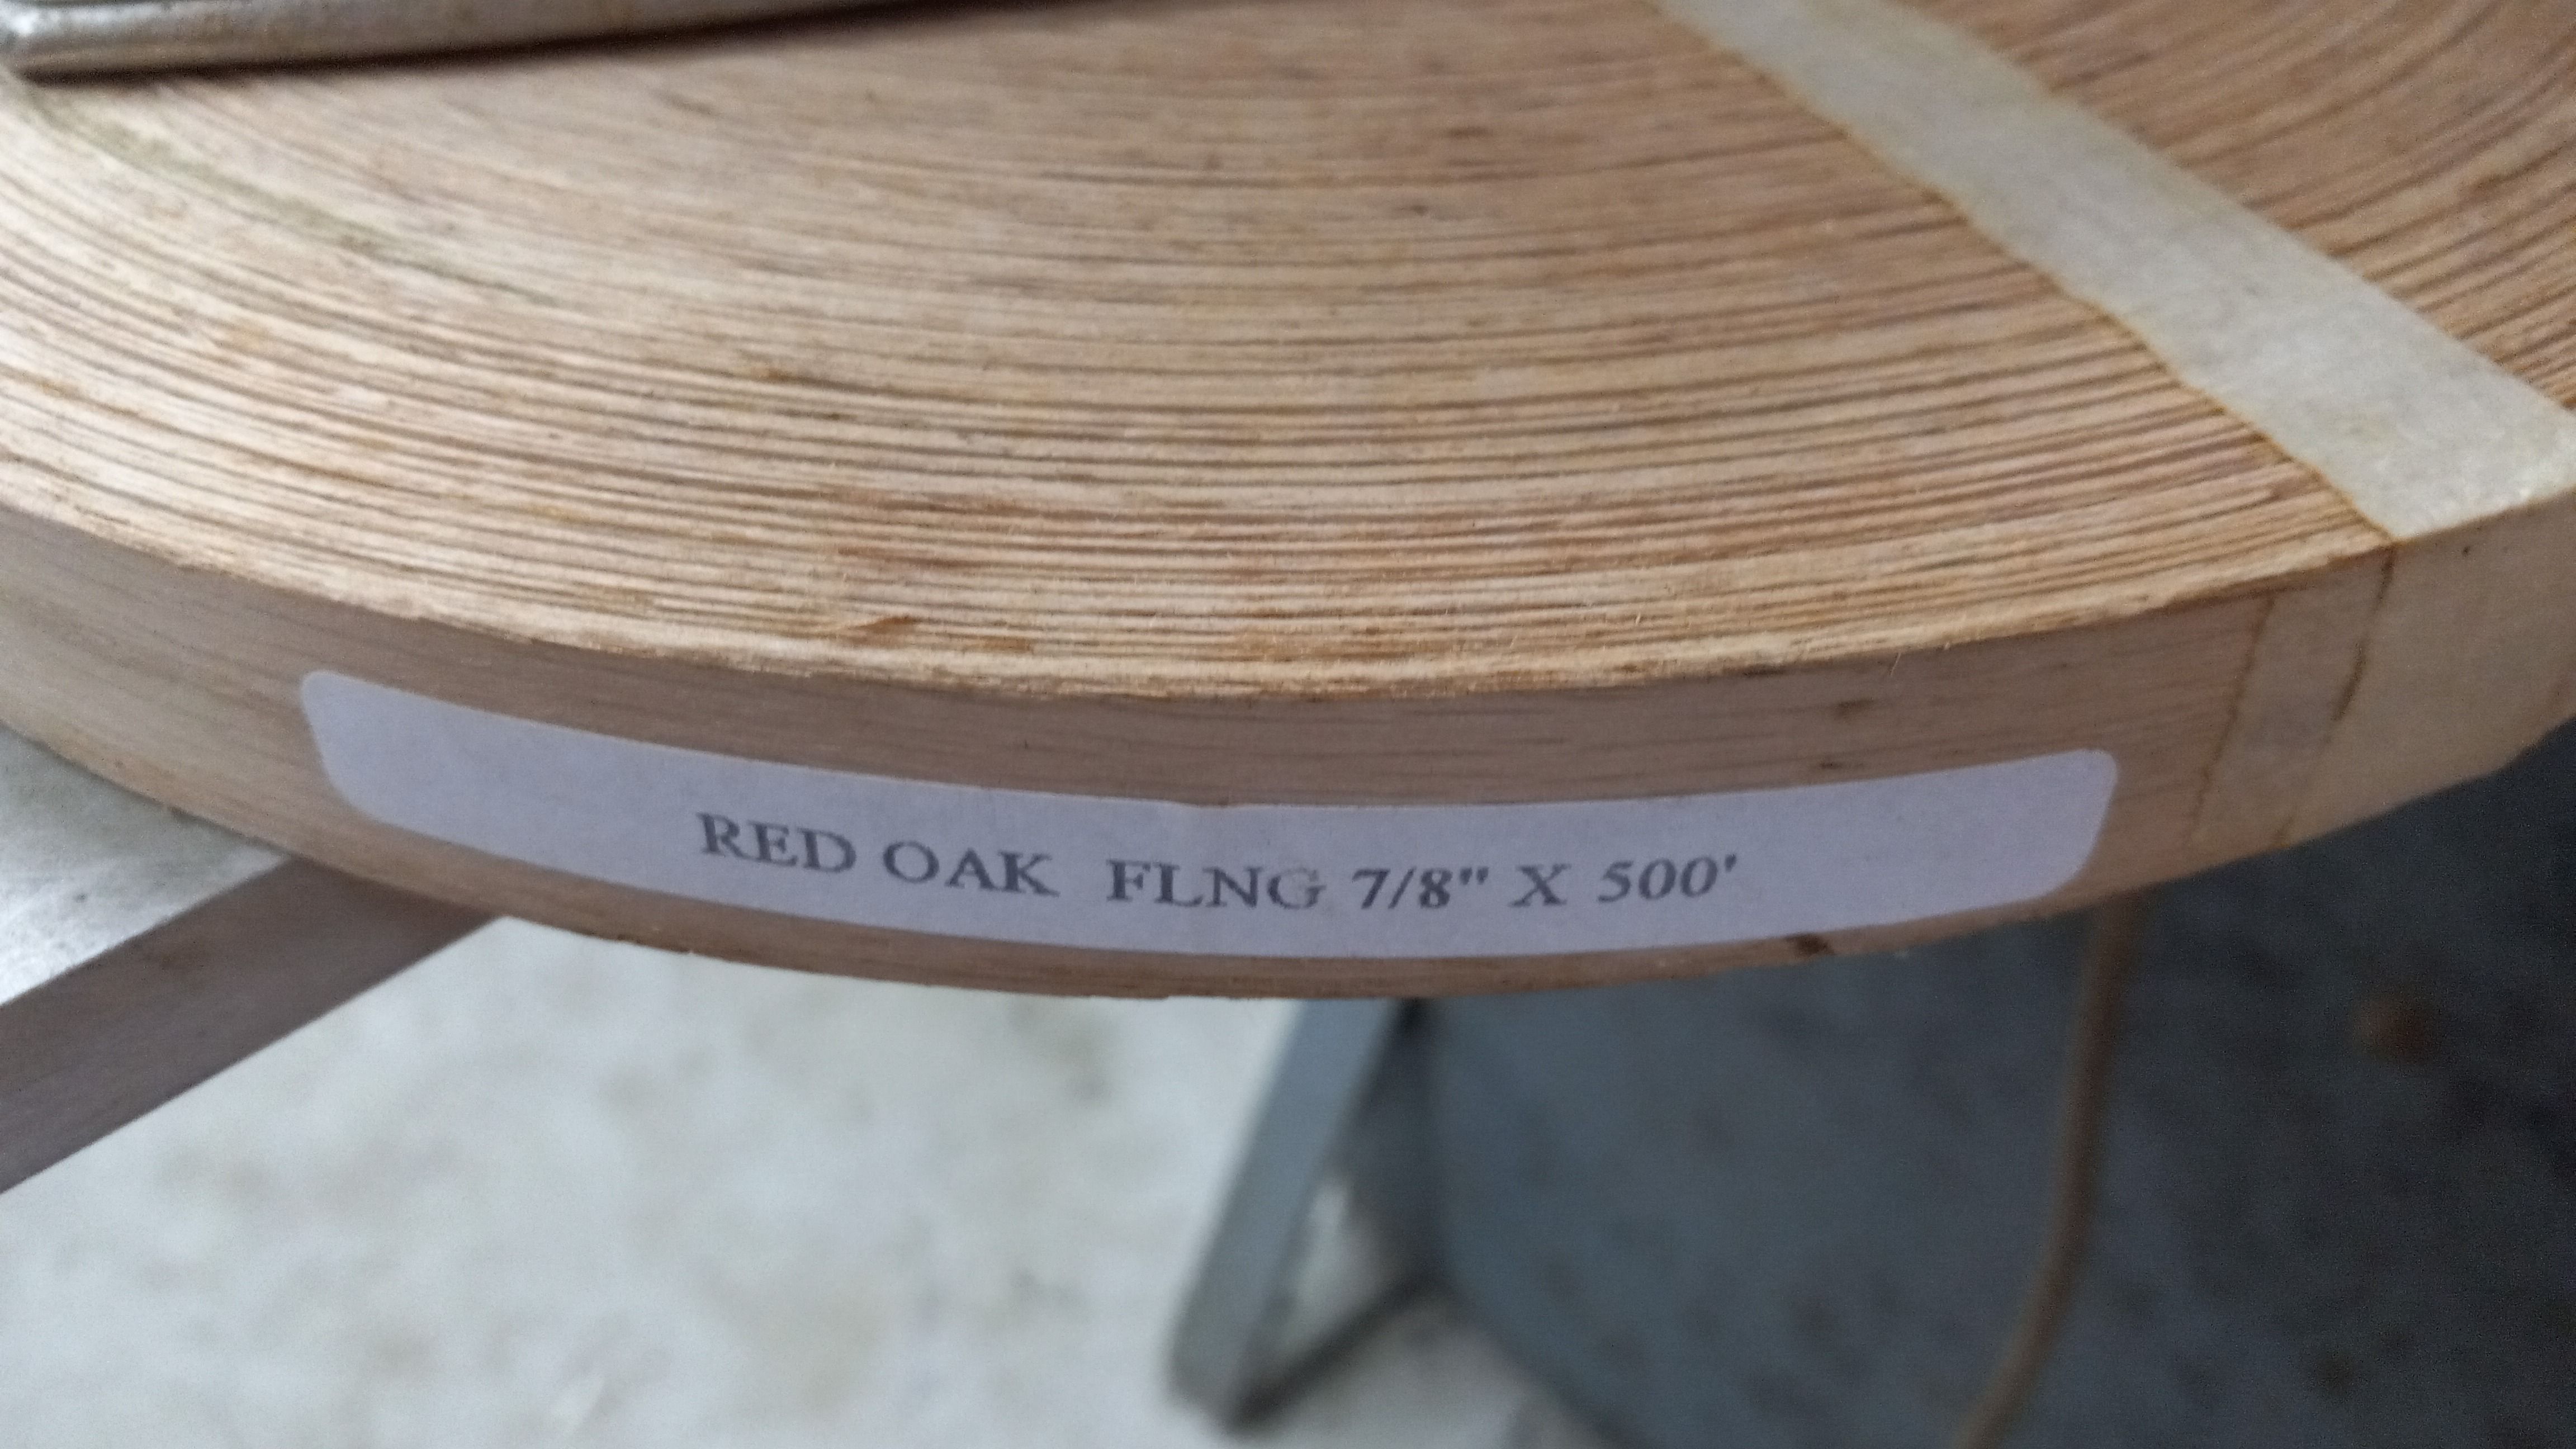 RED OAK FLNG 7/8" X 500'